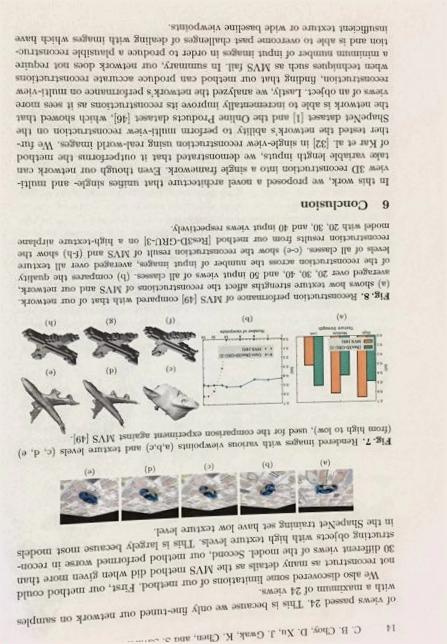 14 C. B. Choy, D. Xu, J. Gwak, K. Chen, and S.
of views passed 24. This is because we only fine-tuned our network on samples
with a maximum of 24 views.
We also discovered some limitations of our method. First, our method could
not reconstruct as many details as the MVS method did when given more than
30 different views of the model. Second, our method performed worse in recon-
structing objects with high texture levels. This is largely because most models
in the ShapeNet training set have low texture level.
(a) (b) (c) (d) (e)
Fig. 7. Rendered images with various viewpoints (a,b,c) and texture levels (c, d, e)
(from high to low), used for the comparison experiment against MVS [49].
(a) (b)
(c) (d) (e)
(f) (g) (h)
Fig. 8. Reconstruction performance of MVS [49] compared with that of our network.
(a) shows how texture strengths affect the reconstructions of MVS and our network,
averaged over 20, 30, 40, and 50 input views of all classes. (b) compares the quality
of the reconstruction across the number of input images, averaged over all texture
levels of all classes. (c-e) show the reconstruction result of MVS and (f-h) show the
reconstruction results from our method [Res3D-GRU-3] on a high-texture airplane
model with 20, 30, and 40 input views respectively.
6 Conclusion
In this work, we proposed a novel architecture that unifies single- and multi-
view 3D reconstruction into a single framework. Even though our network can
take variable length inputs, we demonstrated that it outperforms the method
of Kar et al. [32] in single-view reconstruction using real-world images. We fur-
ther tested the network's ability to perform multi-view reconstruction on the
ShapeNet dataset [1] and the Online Products dataset [46], which showed that
the network is able to incrementally improve its reconstructions as it sees more
views of an object. Lastly, we analyzed the network's performance on multi-view
reconstruction, finding that our method can produce accurate reconstructions
when techniques such as MVS fail. In summary, our network does not require
a minimum number of input images in order to produce a plausible reconstruc-
tion and is able to overcome past challenges of dealing with images which have
insufficient texture or wide baseline viewpoints.